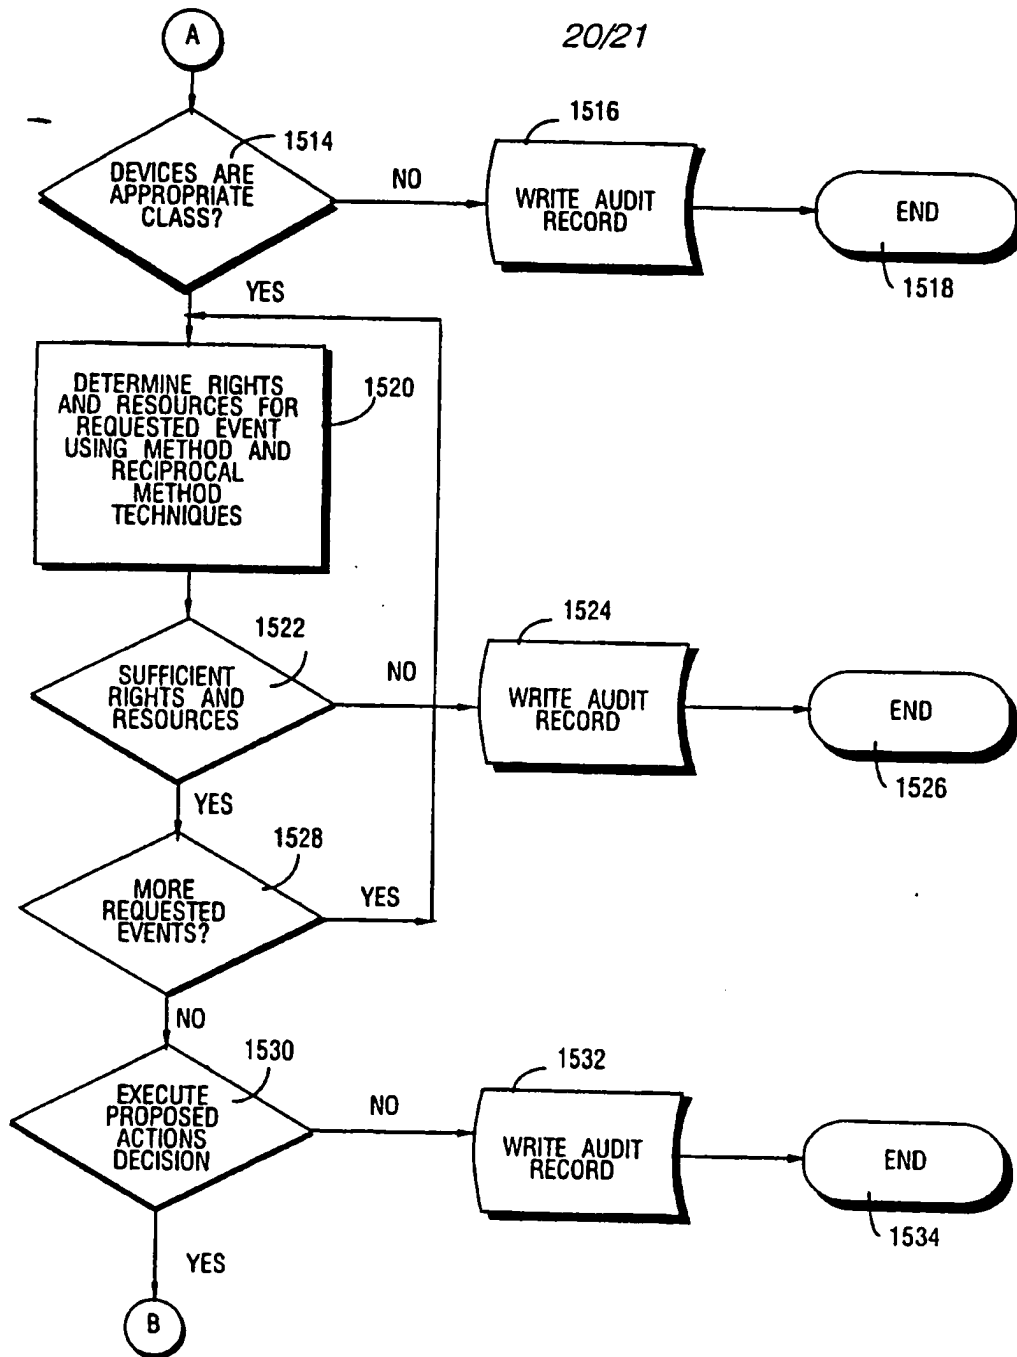 A
20/21
1514
DEVICES ARE
APPROPRIATE
CLASS?
NO
1516
WRITE AUDIT
RECORD
END
1518
YES
DETERMINE RIGHTS
AND RESOURCES FOR
REQUESTED EVENT
USING METHOD AND
RECIPROCAL
METHOD
TECHNIQUES
1520
1522
SUFFICIENT
RIGHTS AND
RESOURCES
NO
1524
WRITE AUDIT
RECORD
END
1526
YES
1528
MORE
REQUESTED
EVENTS?
YES
NO
1530
EXECUTE
PROPOSED
ACTIONS
DECISION
NO
1532
WRITE AUDIT
RECORD
END
1534
YES
B